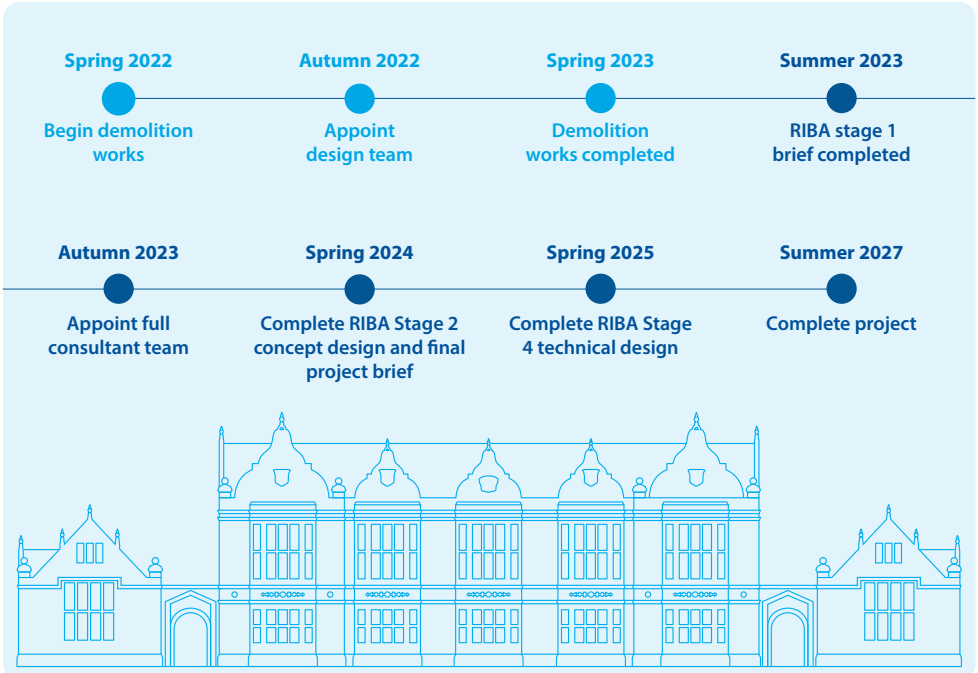 Spring 2022
Begin demolition
works
Autumn 2022
Appoint
design team
Spring 2023
Demolition
works completed
Summer 2023
RIBA stage 1
brief completed
Autumn 2023
Appoint full
consultant team
Spring 2024
Complete RIBA Stage 2
concept design and final
project brief
Spring 2025
Complete RIBA Stage
4 technical design
Summer 2027
Complete project